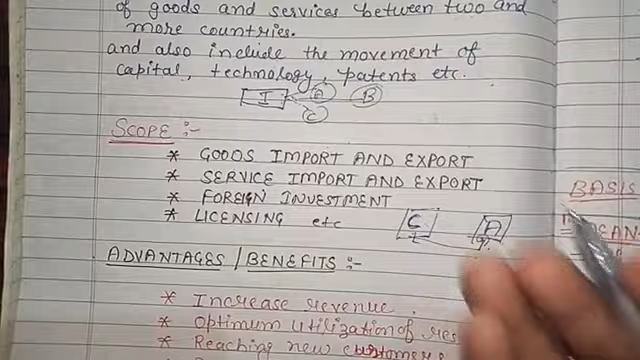 of goods and services between two and
more countries.
and also include the movement of
capital, technology, patents etc.
I
B
C
SCOPE :-
* GOODS IMPORT AND EXPORT
* SERVICE IMPORT AND EXPORT
* FOREIGN INVESTMENT
* LICENSING etc
C
A
BASIS
ADVANTAGES / BENEFITS :-
* Increase revenue.
* Optimum utilization of res
* Reaching new customers